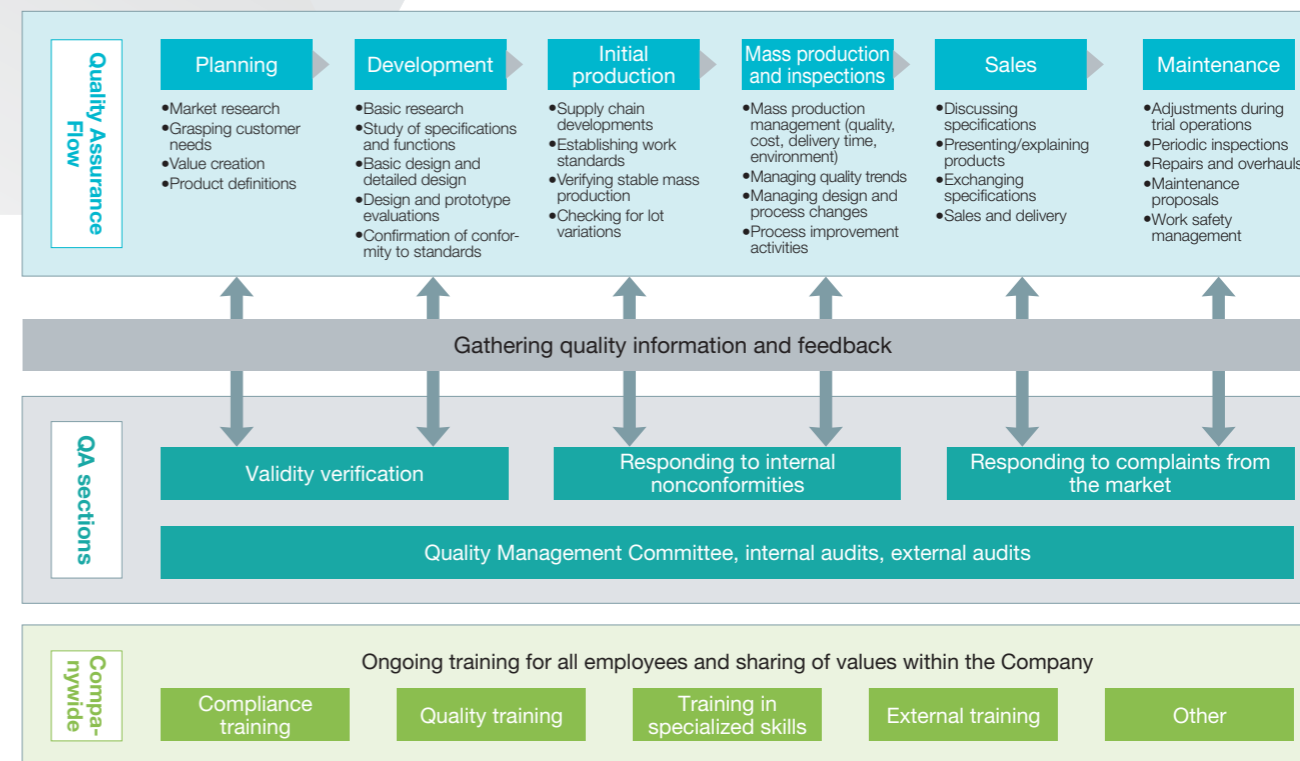 Quality Assurance
Flow
Planning
•Market research
•Grasping customer
needs
•Value creation
•Product definitions
Development
•Basic research
•Study of specifications
and functions
•Basic design and
detailed design
•Design and prototype
evaluations
•Confirmation of confor-
mity to standards
Initial
production
•Supply chain
developments
•Establishing work
standards
•Verifying stable mass
production
•Checking for lot
variations
Mass production
and inspections
•Mass production
management (quality,
cost, delivery time,
environment)
•Managing quality trends
•Managing design and
process changes
•Process improvement
activities
Sales
•Discussing
specifications
•Presenting/explaining
products
•Exchanging
specifications
•Sales and delivery
Maintenance
•Adjustments during
trial operations
•Periodic inspections
•Repairs and overhauls
•Maintenance
proposals
•Work safety
management
Gathering quality information and feedback
QA sections
Validity verification
Responding to internal
nonconformities
Responding to complaints from
the market
Quality Management Committee, internal audits, external audits
Compa-
nywide
Ongoing training for all employees and sharing of values within the Company
Compliance
training
Quality training
Training in
specialized skills
External training
Other